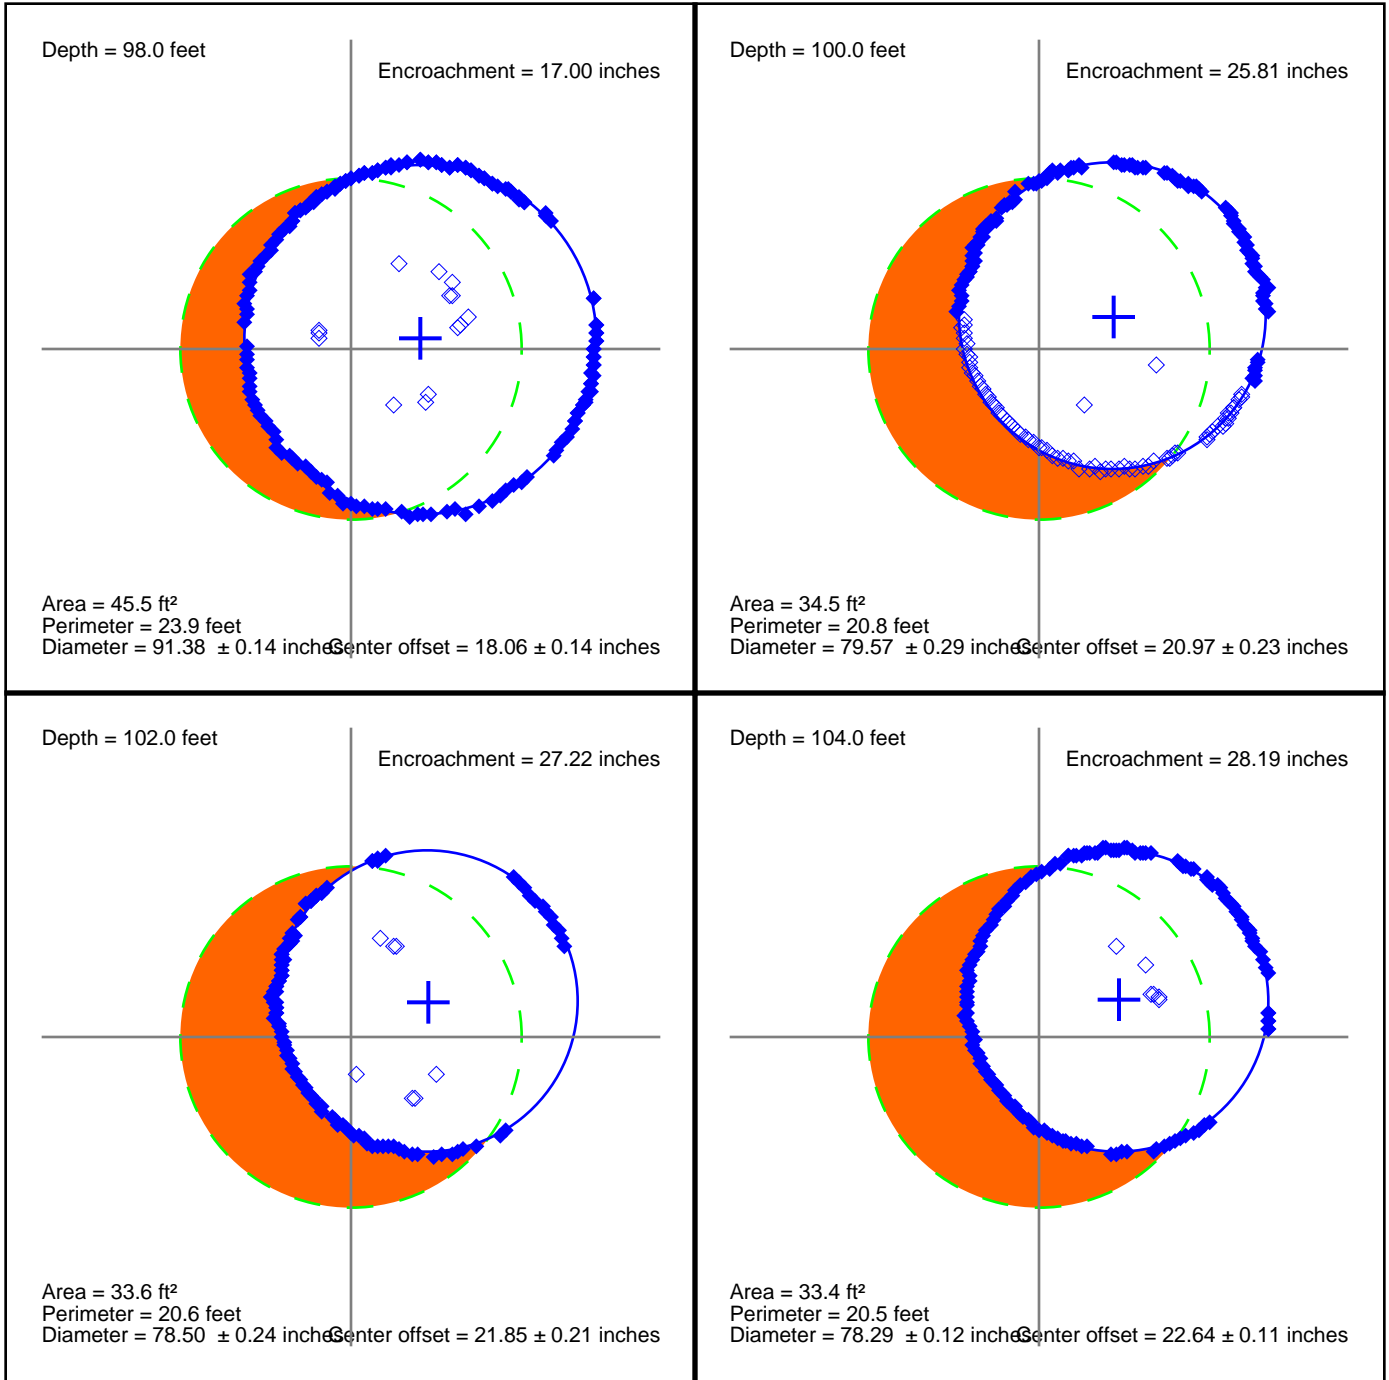 Depth = 98.0 feet
Encroachment = 17.00 inches
Area = 45.5 ft²
Perimeter = 23.9 feet
Diameter = 91.38 ± 0.14 inches
Center offset = 18.06 ± 0.14 inches
Depth = 100.0 feet
Encroachment = 25.81 inches
Area = 34.5 ft²
Perimeter = 20.8 feet
Diameter = 79.57 ± 0.29 inches
Center offset = 20.97 ± 0.23 inches
Depth = 102.0 feet
Encroachment = 27.22 inches
Area = 33.6 ft²
Perimeter = 20.6 feet
Diameter = 78.50 ± 0.24 inches
Center offset = 21.85 ± 0.21 inches
Depth = 104.0 feet
Encroachment = 28.19 inches
Area = 33.4 ft²
Perimeter = 20.5 feet
Diameter = 78.29 ± 0.12 inches
Center offset = 22.64 ± 0.11 inches